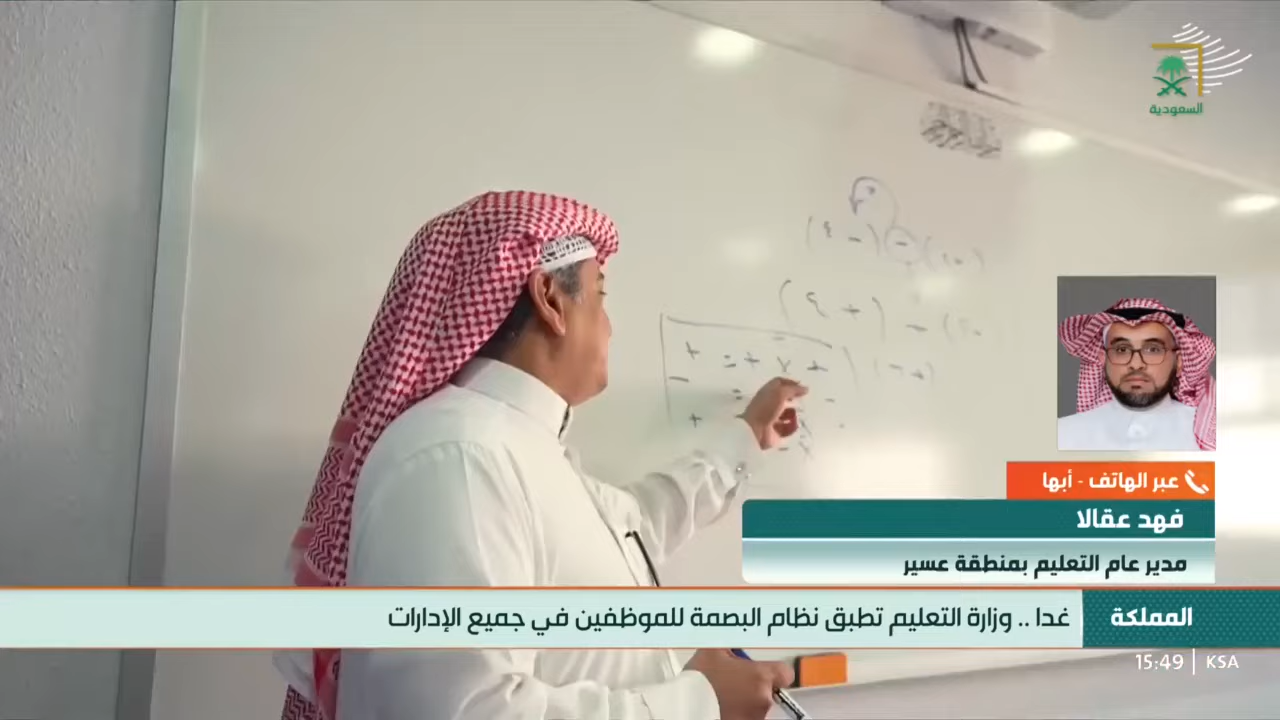 السعودية
عبر الهاتف - أبها
فهد عقالا
مدير عام التعليم بمنطقة عسير
المملكة
غدا .. وزارة التعليم تطبق نظام البصمة للموظفين في جميع الإدارات
15:49 | KSA